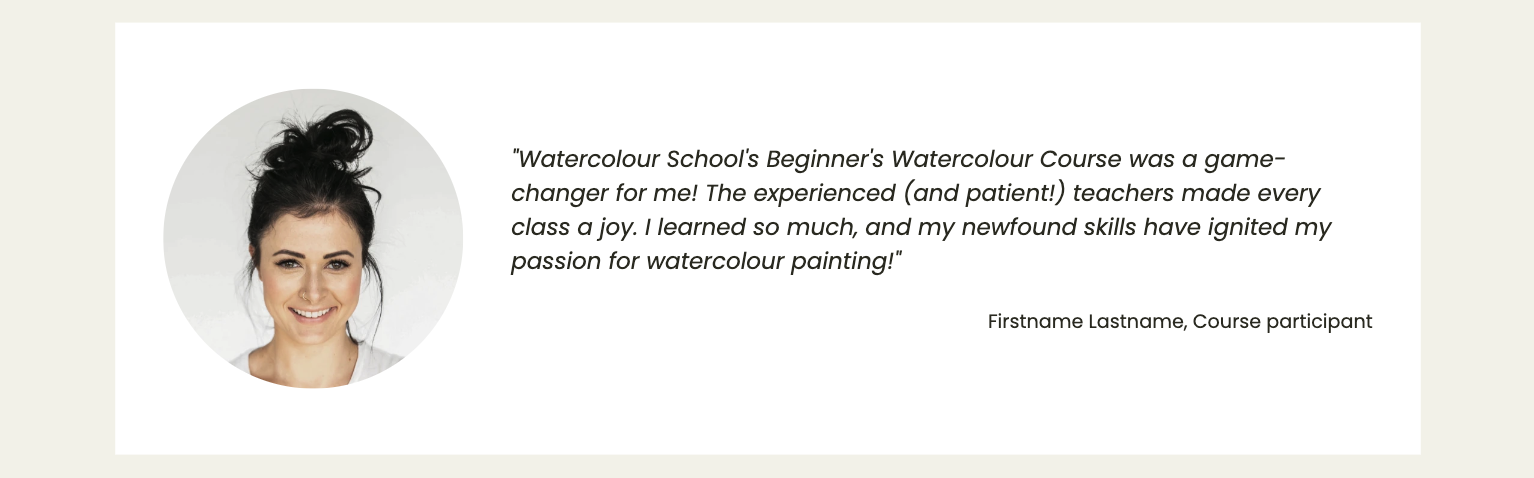 "Watercolour School's Beginner's Watercolour Course was a game-
changer for me! The experienced (and patient!) teachers made every
class a joy. I learned so much, and my newfound skills have ignited my
passion for watercolour painting!"
Firstname Lastname, Course participant